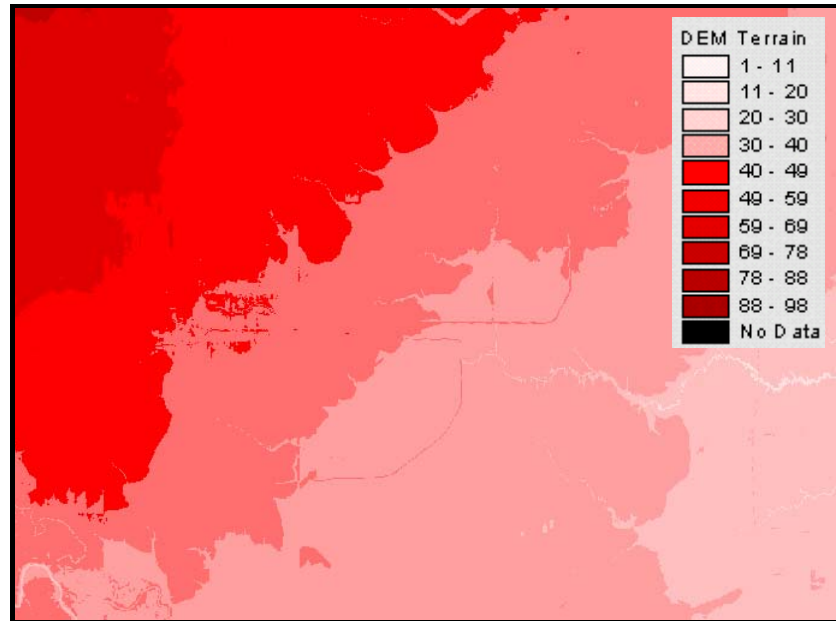 DEM Terrain
1 - 11
11 - 20
20 - 30
30 - 40
40 - 49
49 - 59
59 - 69
69 - 78
78 - 88
88 - 98
No Data